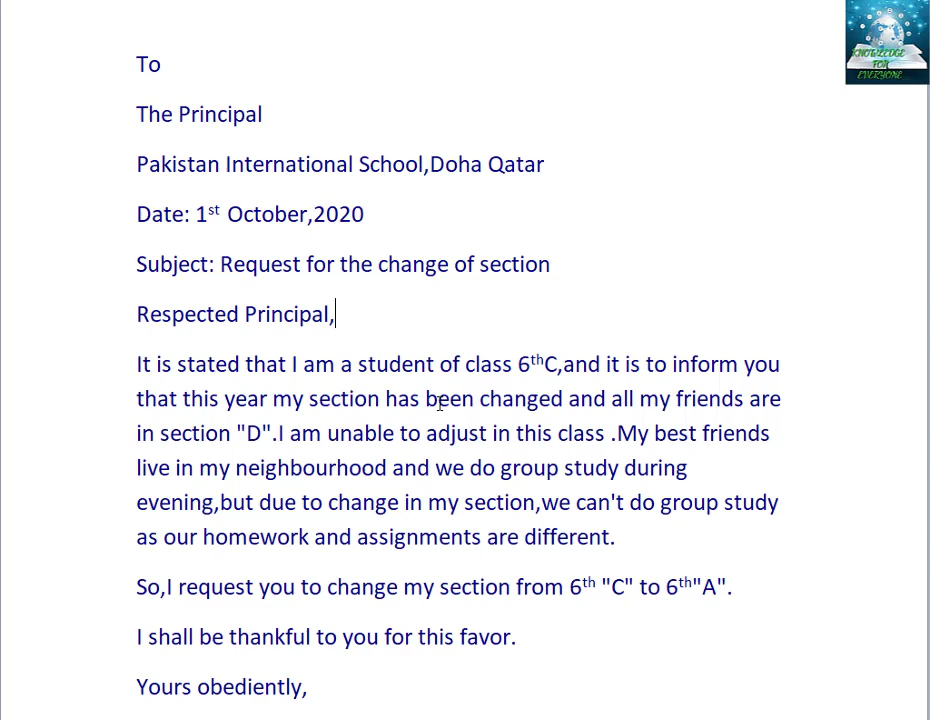 KNOWLEDGE
FOR
EVERYONE
To
The Principal
Pakistan International School,Doha Qatar
Date: 1st October,2020
Subject: Request for the change of section
Respected Principal,
It is stated that I am a student of class 6thC,and it is to inform you
that this year my section has been changed and all my friends are
in section "D".I am unable to adjust in this class .My best friends
live in my neighbourhood and we do group study during
evening,but due to change in my section,we can't do group study
as our homework and assignments are different.
So,I request you to change my section from 6th "C" to 6th"A".
I shall be thankful to you for this favor.
Yours obediently,